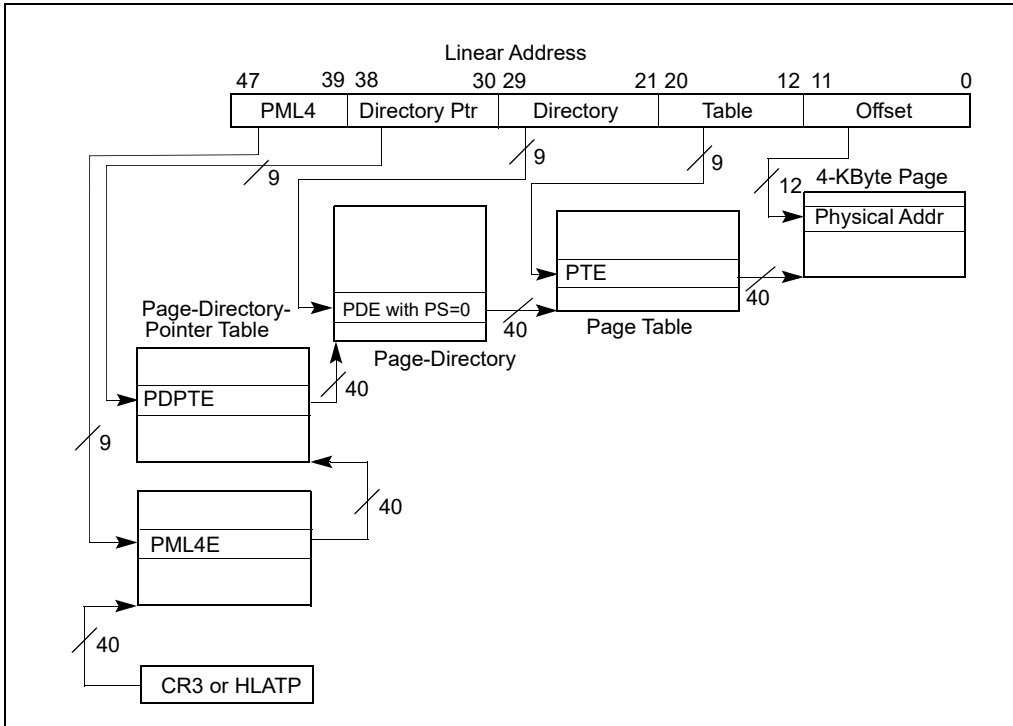 Linear Address
47 39 38 30 29 21 20 12 11 0
PML4 Directory Ptr Directory Table Offset
9 9 9 12 4-KByte Page
Physical Addr
PTE
40
PDE with PS=0
40
Page Table
Page-Directory-
Pointer Table
Page-Directory
40
PDPTE
9
40
PML4E
40
CR3 or HLATP